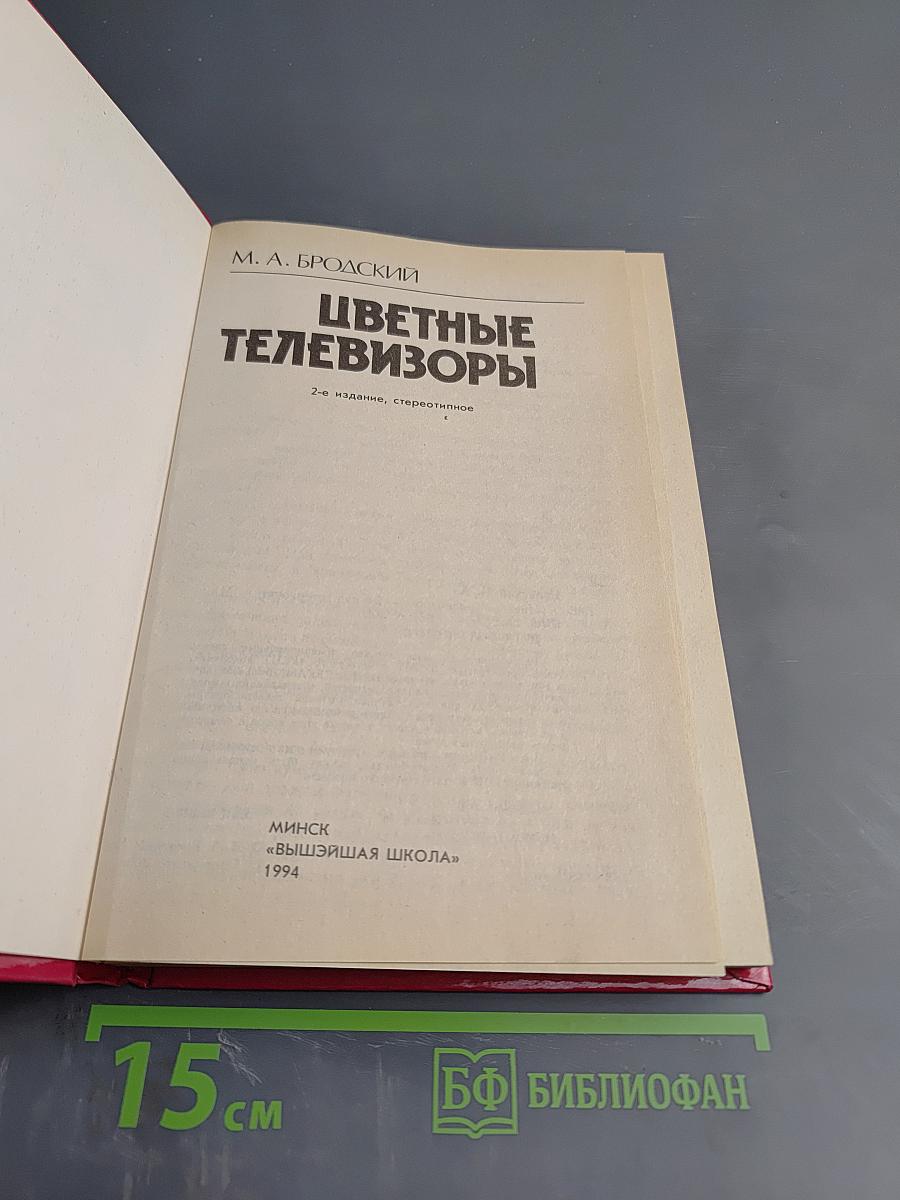 М. А. БРОДСКИЙ
ЦВЕТНЫЕ
ТЕЛЕВИЗОРЫ
2-е издание, стереотипное
МИНСК
«ВЫШЭЙШАЯ ШКОЛА»
1994
15 см
БФ БИБЛИОФАН